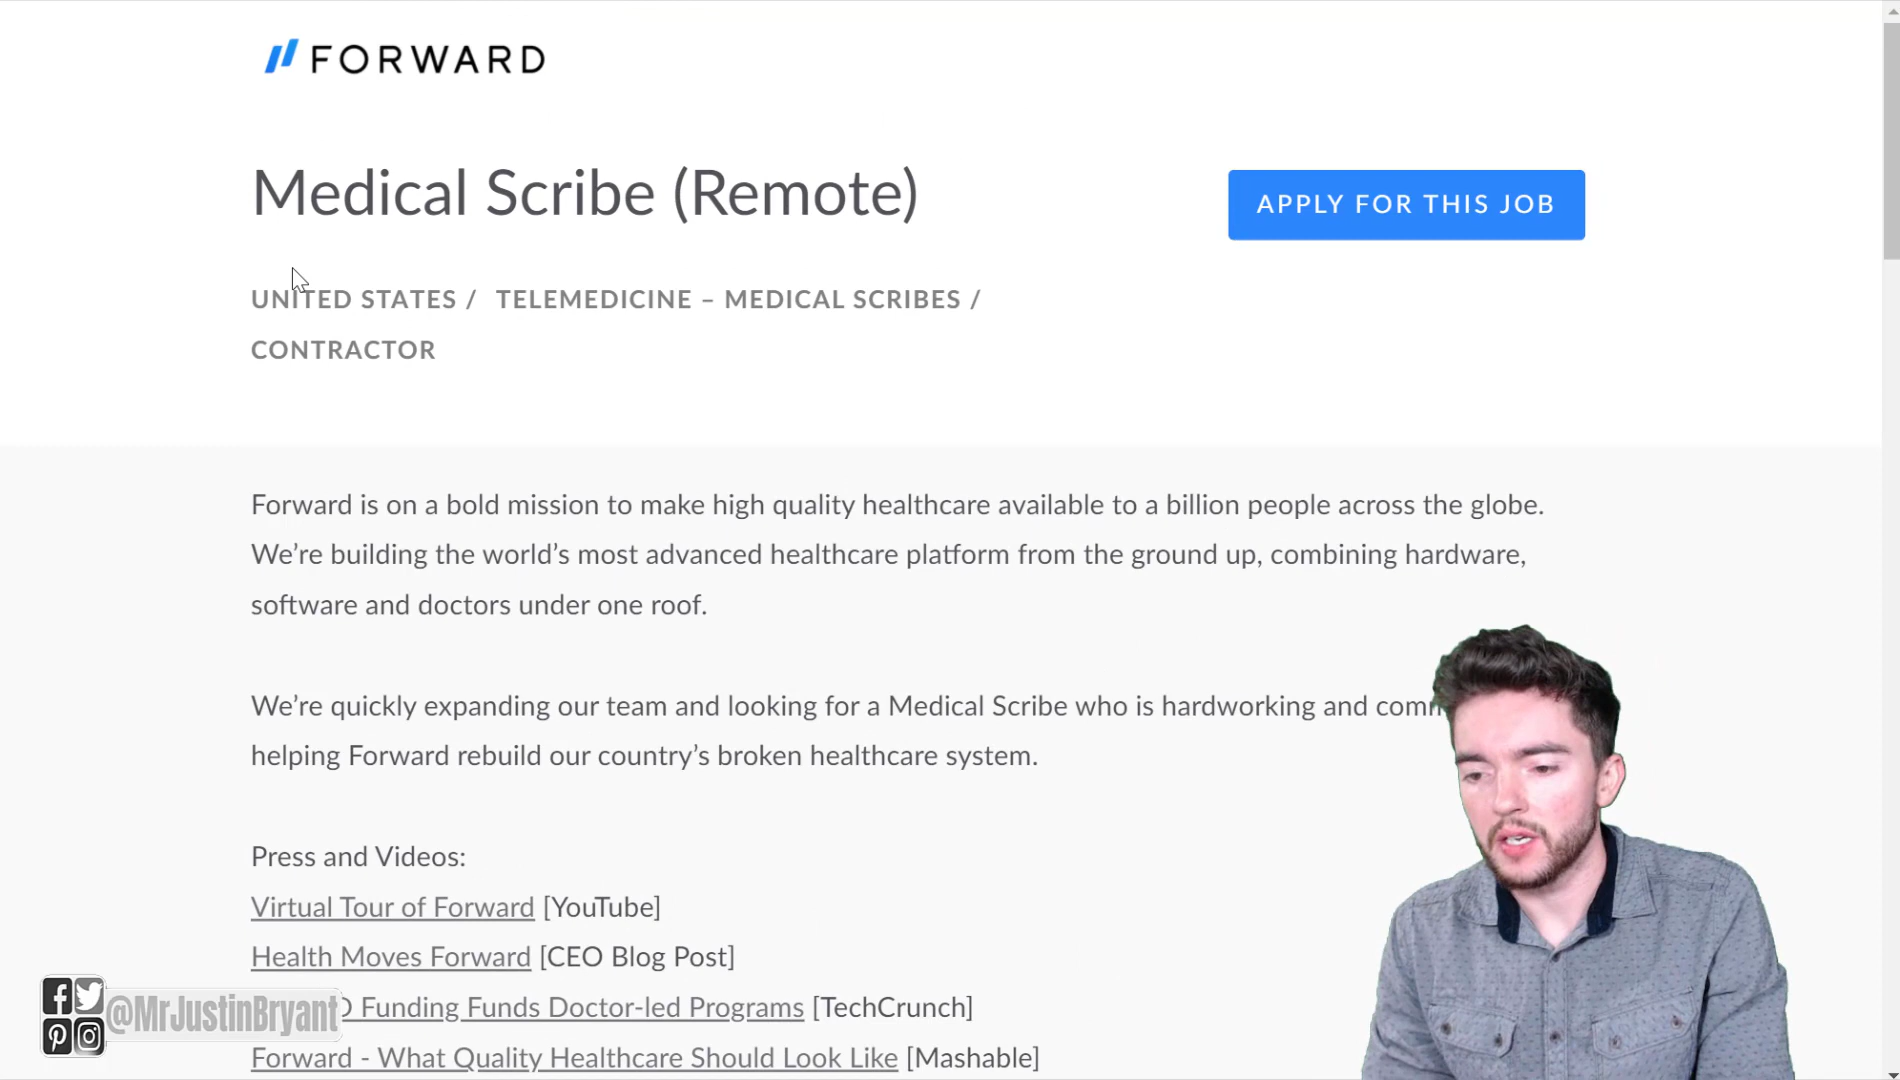 FORWARD
Medical Scribe (Remote)
APPLY FOR THIS JOB
UNITED STATES / TELEMEDICINE – MEDICAL SCRIBES /
CONTRACTOR
Forward is on a bold mission to make high quality healthcare available to a billion people across the globe.
We’re building the world’s most advanced healthcare platform from the ground up, combining hardware,
software and doctors under one roof.
We’re quickly expanding our team and looking for a Medical Scribe who is hardworking and
helping Forward rebuild our country’s broken healthcare system.
Press and Videos:
Virtual Tour of Forward [YouTube]
Health Moves Forward [CEO Blog Post]
Funding Funds Doctor-led Programs [TechCrunch]
Forward - What Quality Healthcare Should Look Like [Mashable]
@MrJustinBryant